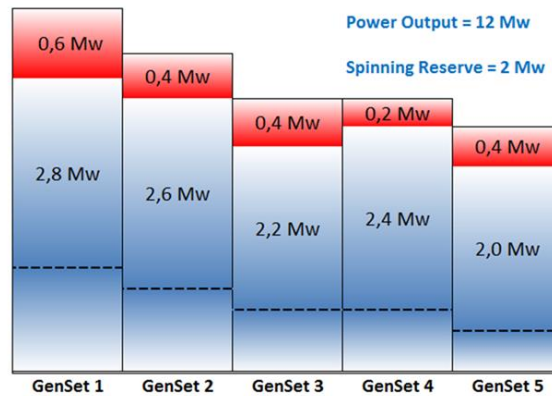 Power Output = 12 Mw
Spinning Reserve = 2 Mw
0,6 Mw
0,4 Mw
0,4 Mw
0,2 Mw
0,4 Mw
2,8 Mw
2,6 Mw
2,2 Mw
2,4 Mw
2,0 Mw
GenSet 1
GenSet 2
GenSet 3
GenSet 4
GenSet 5